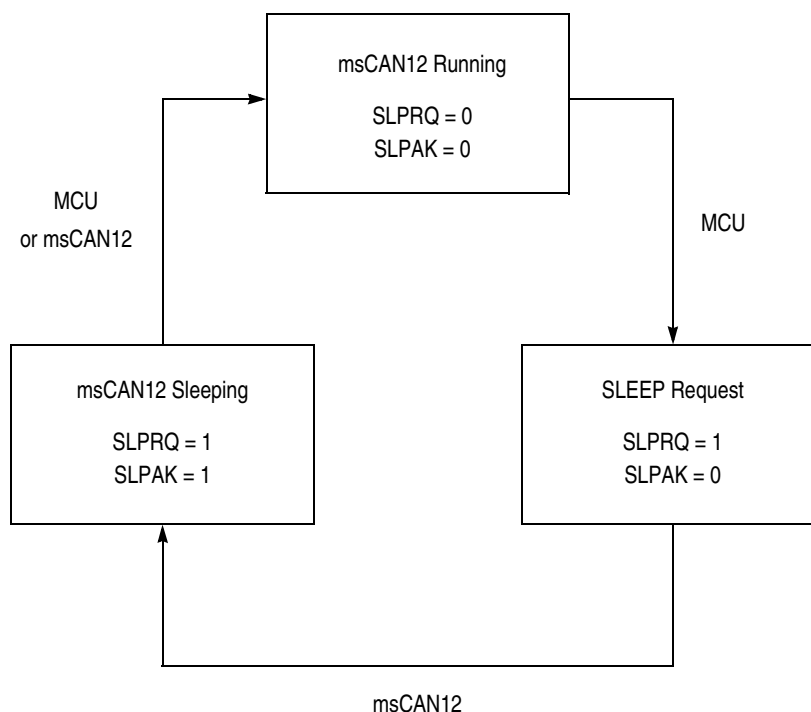 msCAN12 Running
SLPRQ = 0
SLPAK = 0
MCU
or msCAN12
MCU
msCAN12 Sleeping
SLPRQ = 1
SLPAK = 1
SLEEP Request
SLPRQ = 1
SLPAK = 0
msCAN12